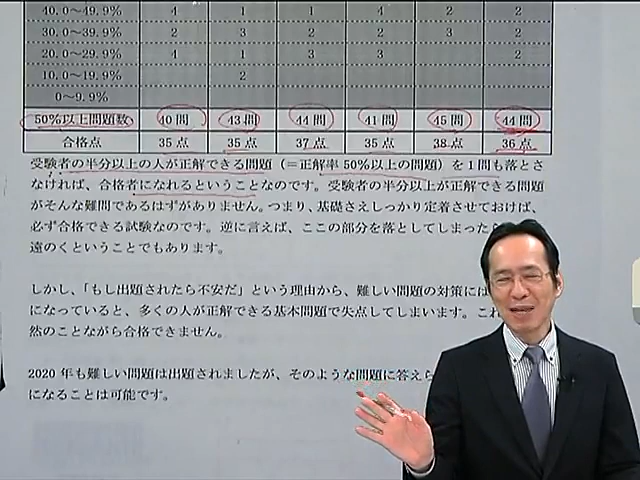 40.0～49.9% 4 1 1 4 2 2
30.0～39.9% 2 3 2 2 3 2
20.0～29.9% 4 1 3 3 2
10.0～19.9% 2
0～9.9%
50%以上問題数 40問 43問 44問 41問 45問 44問
合格点 35点 35点 37点 35点 38点 36点
受験者の半分以上の人が正解できる問題（＝正解率50%以上の問題）を1問も落とさ
なければ、合格者になれるということなのです。受験者の半分以上が正解できる問題
がそんな難問であるはずがありません。つまり、基礎さえしっかり定着させておけば、
必ず合格できる試験なのです。逆に言えば、ここの部分を落としてしまった
遠のくということでもあります。
しかし、「もし出題されたら不安だ」という理由から、難しい問題の対策に
になっていると、多くの人が正解できる基本問題で失点してしまいます。これ
然のことながら合格できません。
2020年も難しい問題は出題されましたが、そのような問題に答え
になることは可能です。